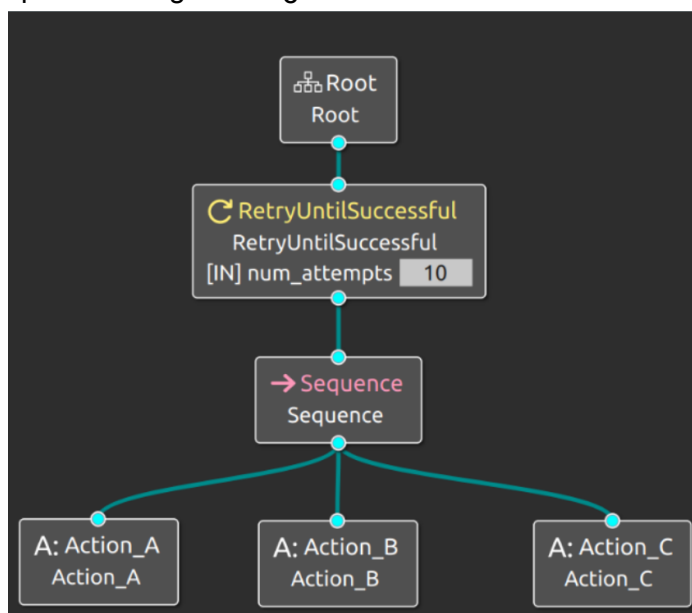 Root
Root
RetryUntilSuccessful
RetryUntilSuccessful
[IN] num_attempts 10
Sequence
Sequence
A: Action_A
Action_A
A: Action_B
Action_B
A: Action_C
Action_C